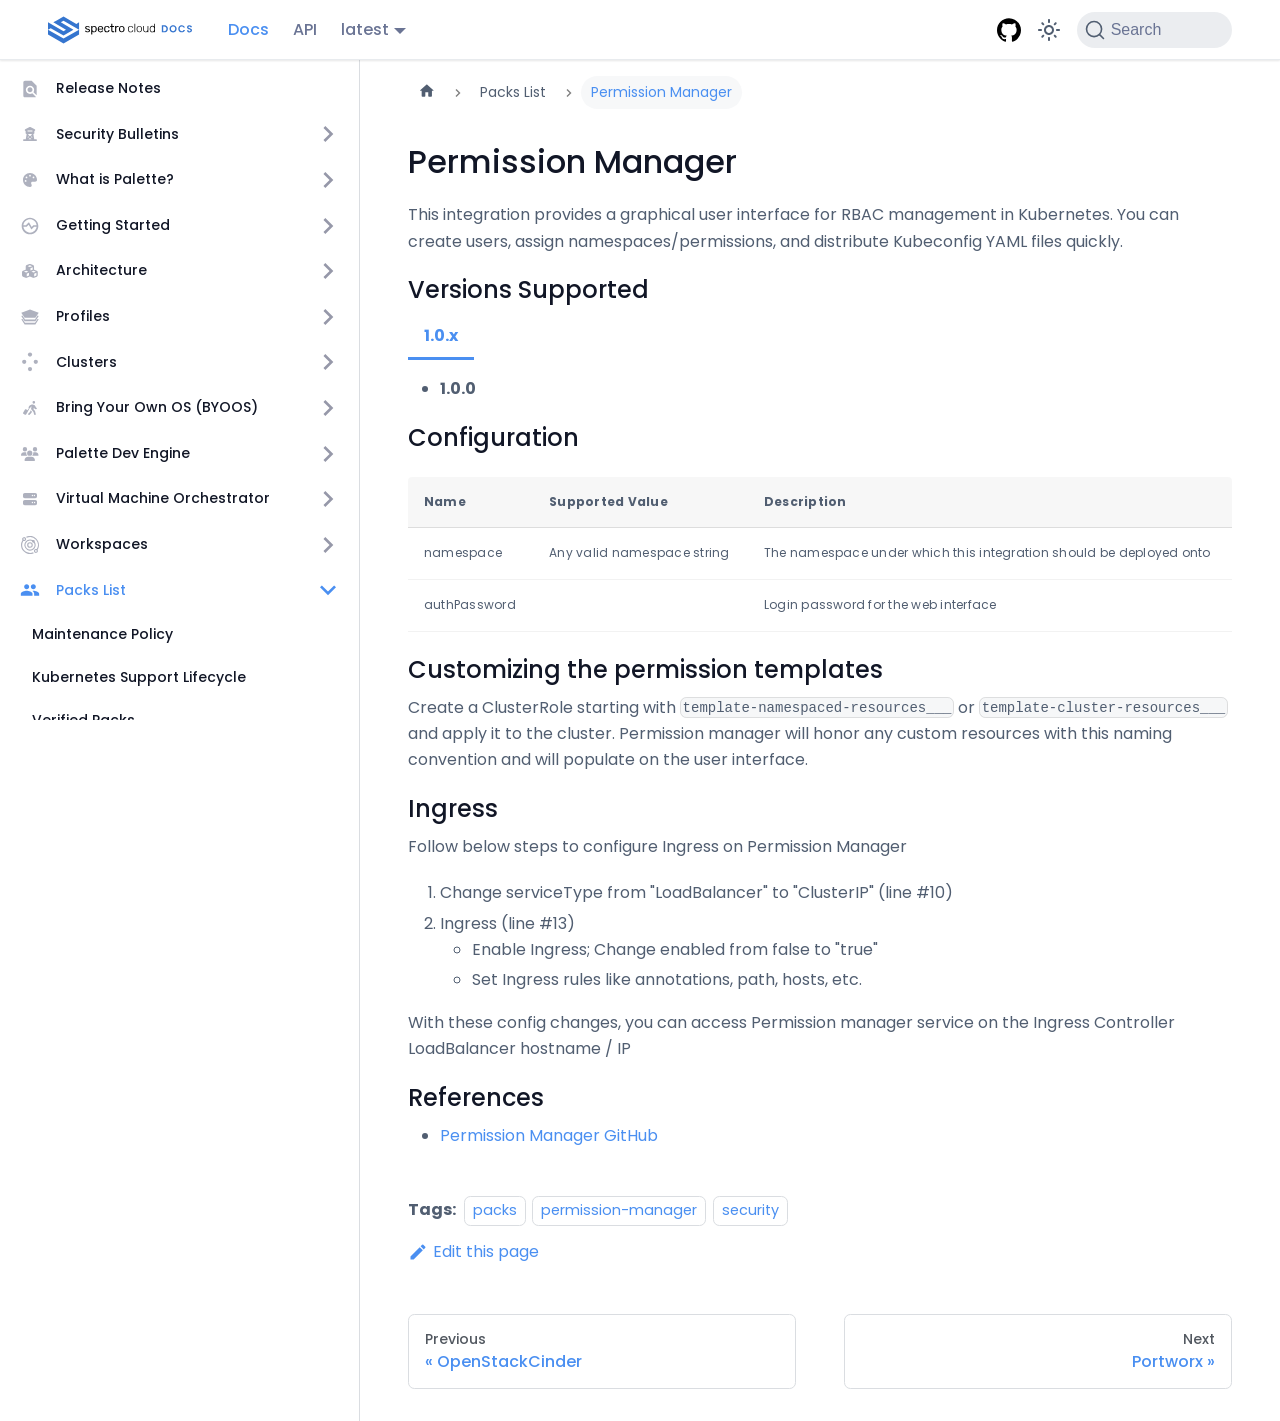 spectro cloud DOCS Docs API latest Search
Release Notes
Security Bulletins
What is Palette?
Getting Started
Architecture
Profiles
Clusters
Bring Your Own OS (BYOOS)
Palette Dev Engine
Virtual Machine Orchestrator
Workspaces
Packs List
Maintenance Policy
Kubernetes Support Lifecycle
Verified Packs
Packs List Permission Manager
Permission Manager
This integration provides a graphical user interface for RBAC management in Kubernetes. You can
create users, assign namespaces/permissions, and distribute Kubeconfig YAML files quickly.
Versions Supported
1.0.x
• 1.0.0
Configuration
Name Supported Value Description
namespace Any valid namespace string The namespace under which this integration should be deployed onto
authPassword Login password for the web interface
Customizing the permission templates
Create a ClusterRole starting with template-namespaced-resources___ or template-cluster-resources___
and apply it to the cluster. Permission manager will honor any custom resources with this naming
convention and will populate on the user interface.
Ingress
Follow below steps to configure Ingress on Permission Manager
1. Change serviceType from "LoadBalancer" to "ClusterIP" (line #10)
2. Ingress (line #13)
◦ Enable Ingress; Change enabled from false to "true"
◦ Set Ingress rules like annotations, path, hosts, etc.
With these config changes, you can access Permission manager service on the Ingress Controller
LoadBalancer hostname / IP
References
• Permission Manager GitHub
Tags: packs permission-manager security
Edit this page
Previous
« OpenStackCinder
Next
Portworx »